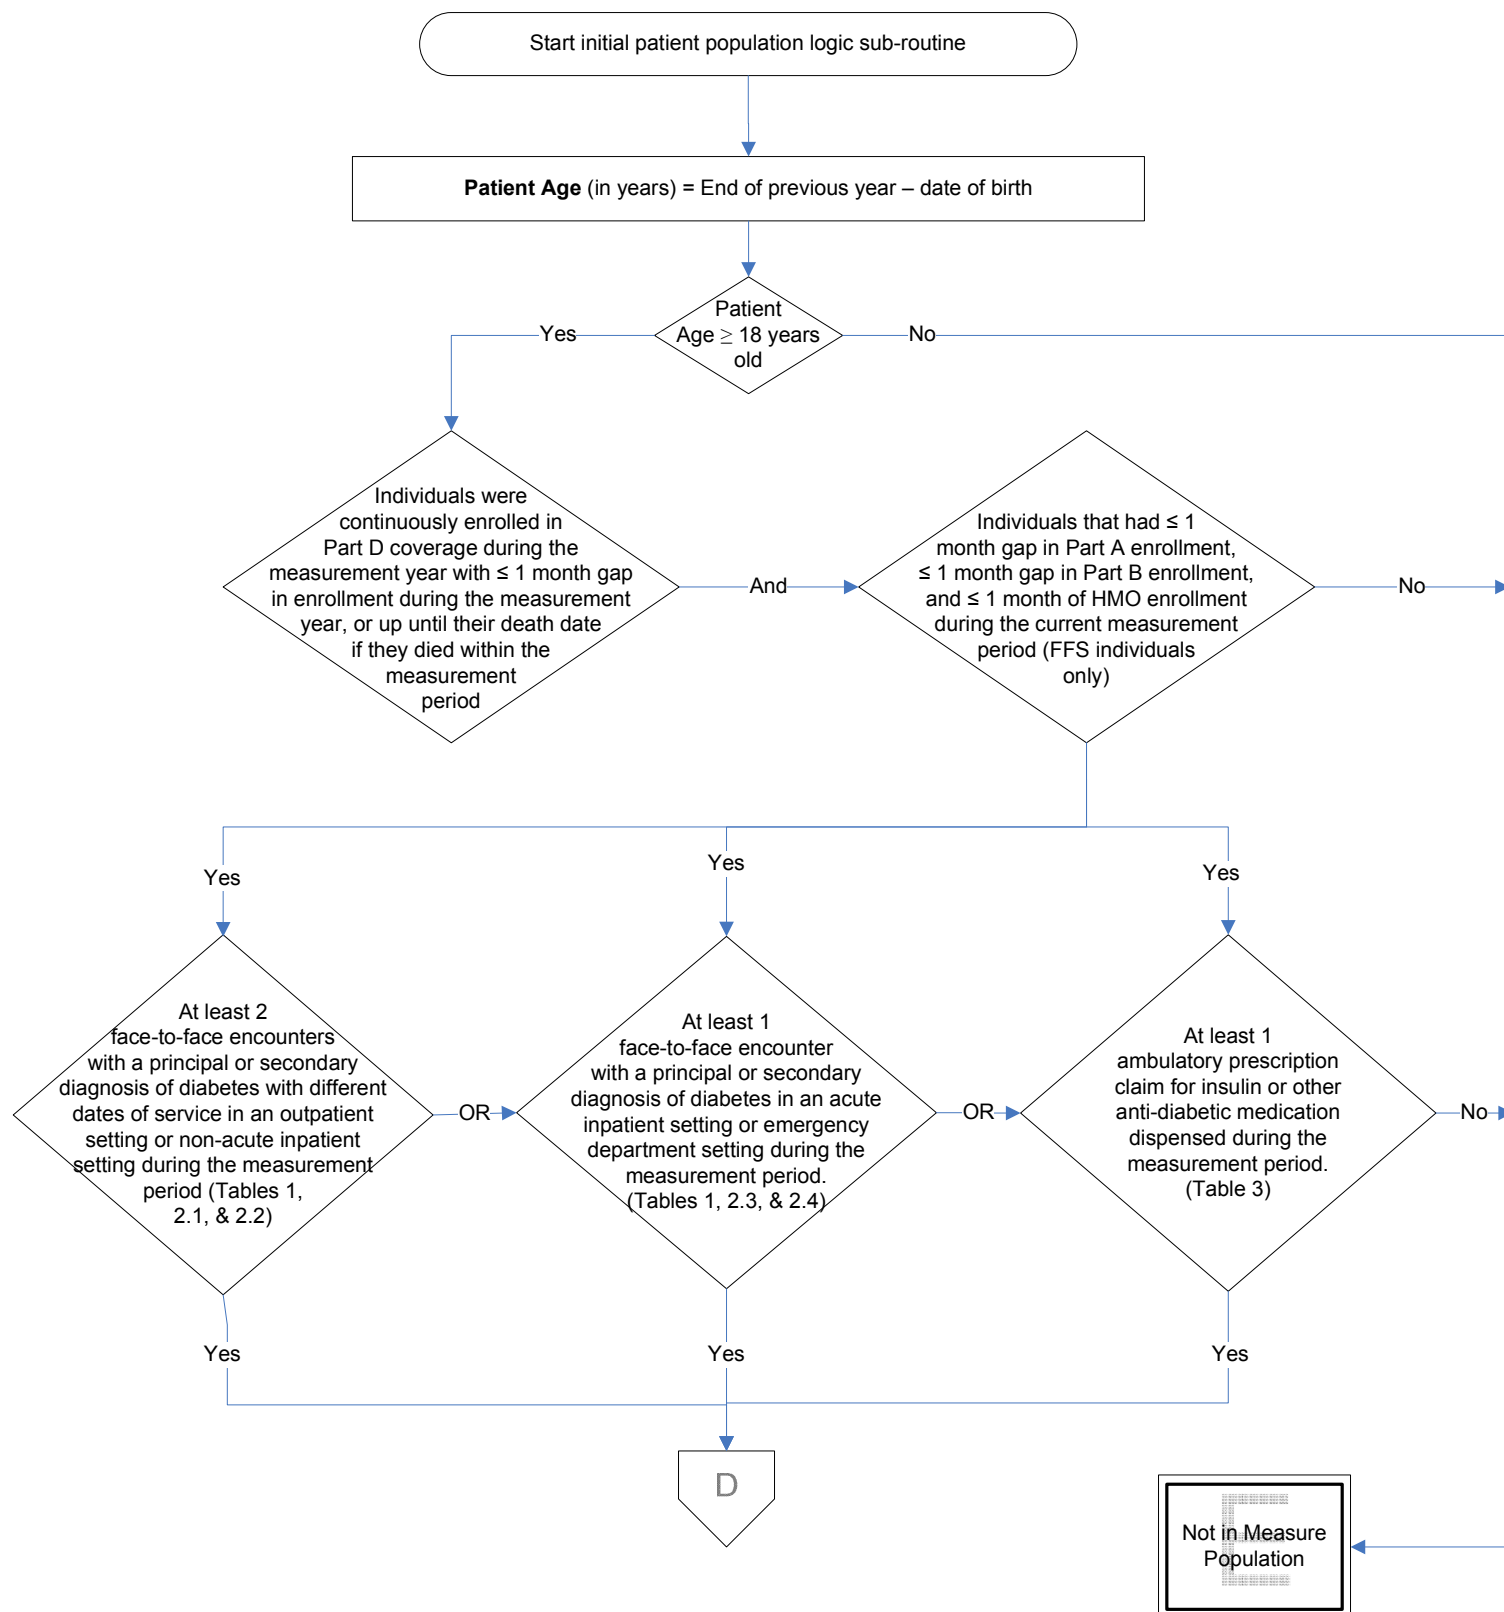 Start initial patient population logic sub-routine
Patient Age (in years) = End of previous year – date of birth
Patient
Age ≥ 18 years
old
Yes
No
Individuals were
continuously enrolled in
Part D coverage during the
measurement year with ≤ 1 month gap
in enrollment during the measurement
year, or up until their death date
if they died within the
measurement
period
And
Individuals that had ≤ 1
month gap in Part A enrollment,
≤ 1 month gap in Part B enrollment,
and ≤ 1 month of HMO enrollment
during the current measurement
period (FFS individuals
only)
No
Yes
Yes
Yes
At least 2
face-to-face encounters
with a principal or secondary
diagnosis of diabetes with different
dates of service in an outpatient
setting or non-acute inpatient
setting during the measurement
period (Tables 1,
2.1, & 2.2)
OR
At least 1
face-to-face encounter
with a principal or secondary
diagnosis of diabetes in an acute
inpatient setting or emergency
department setting during the
measurement period.
(Tables 1, 2.3, & 2.4)
OR
At least 1
ambulatory prescription
claim for insulin or other
anti-diabetic medication
dispensed during the
measurement period.
(Table 3)
No
Yes
Yes
Yes
D
E
Not in Measure
Population